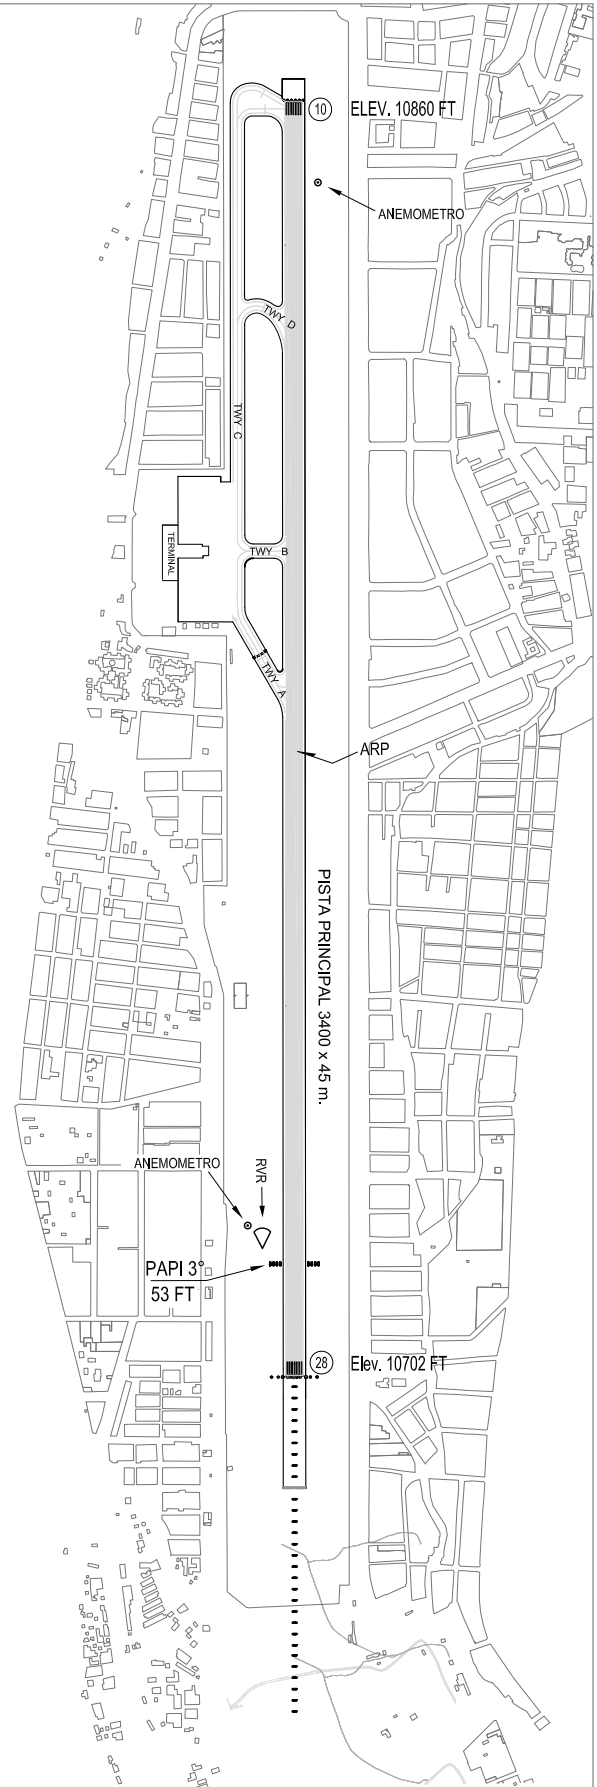 10
ELEV. 10860 FT
ANEMOMETRO
TWY D
TWY C
TERMINAL
TWY B
TWY A
ARP
PISTA PRINCIPAL 3400 x 45 m.
ANEMOMETRO
RVR
PAPI 3°
53 FT
28
Elev. 10702 FT